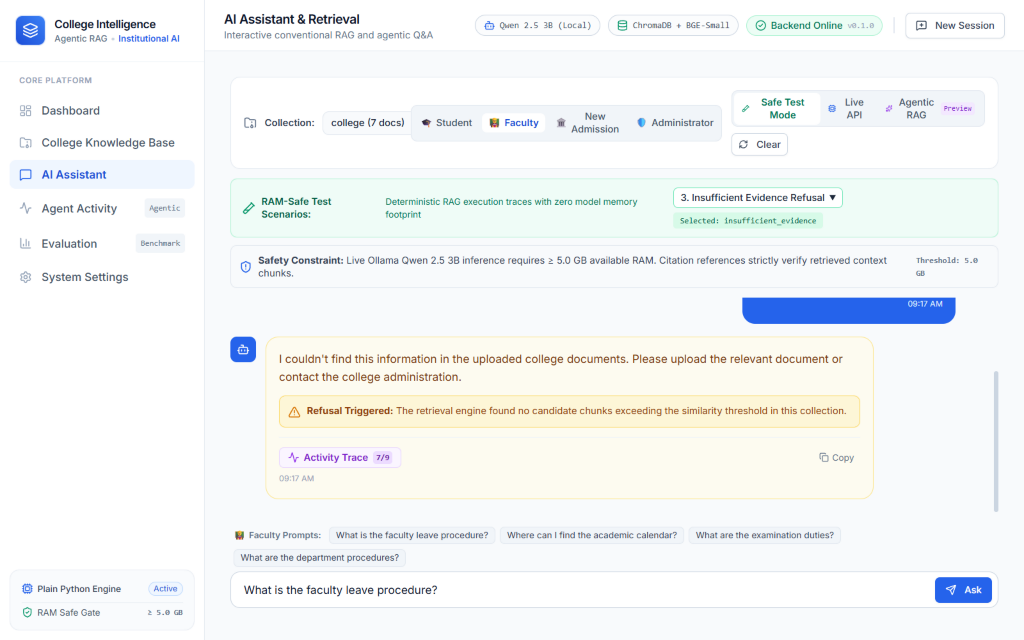 College Intelligence
Agentic RAG • Institutional AI
CORE PLATFORM
Dashboard
College Knowledge Base
AI Assistant
Agent Activity
Agentic
Evaluation
Benchmark
System Settings
Plain Python Engine
Active
RAM Safe Gate
≥ 5.0 GB
AI Assistant & Retrieval
Interactive conventional RAG and agentic Q&A
Qwen 2.5 3B (Local)
ChromaDB + BGE-Small
Backend Online v0.1.0
New Session
Collection:
college (7 docs)
Student
Faculty
New
Admission
Administrator
Safe Test
Mode
Live
API
Agentic
RAG
Preview
Clear
RAM-Safe Test
Scenarios:
Deterministic RAG execution traces with zero model memory
footprint
3. Insufficient Evidence Refusal ▼
Selected: insufficient_evidence
Safety Constraint: Live Ollama Qwen 2.5 3B inference requires ≥ 5.0 GB available RAM. Citation references strictly verify retrieved context
chunks.
Threshold: 5.0
GB
09:17 AM
I couldn't find this information in the uploaded college documents. Please upload the relevant document or
contact the college administration.
Refusal Triggered: The retrieval engine found no candidate chunks exceeding the similarity threshold in this collection.
Activity Trace 7/9
Copy
09:17 AM
Faculty Prompts:
What is the faculty leave procedure?
Where can I find the academic calendar?
What are the examination duties?
What are the department procedures?
What is the faculty leave procedure?
Ask